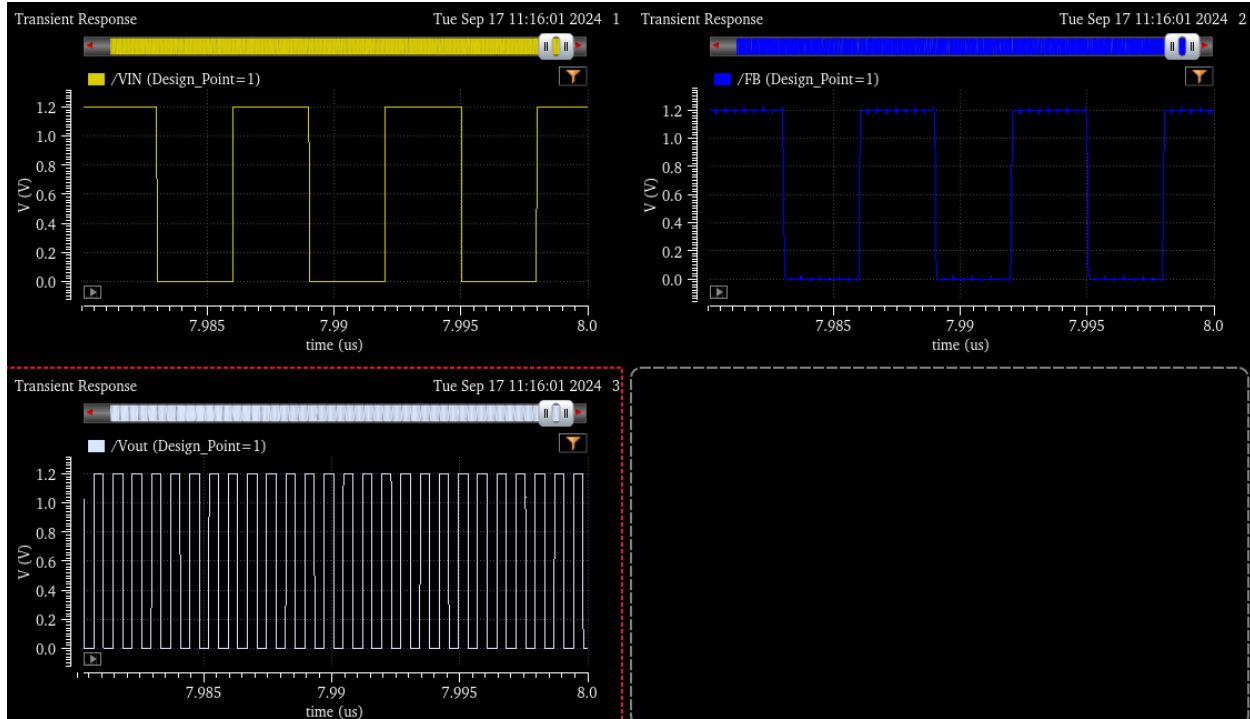 Transient Response Tue Sep 17 11:16:01 2024 1
/VIN (Design_Point=1)
1.2
1.0
0.8
0.6
0.4
0.2
0.0
V (V)
7.985 7.99 7.995 8.0
time (us)
Transient Response Tue Sep 17 11:16:01 2024 2
/FB (Design_Point=1)
1.2
1.0
0.8
0.6
0.4
0.2
0.0
V (V)
7.985 7.99 7.995 8.0
time (us)
Transient Response Tue Sep 17 11:16:01 2024 3
/Vout (Design_Point=1)
1.2
1.0
0.8
0.6
0.4
0.2
0.0
V (V)
7.985 7.99 7.995 8.0
time (us)